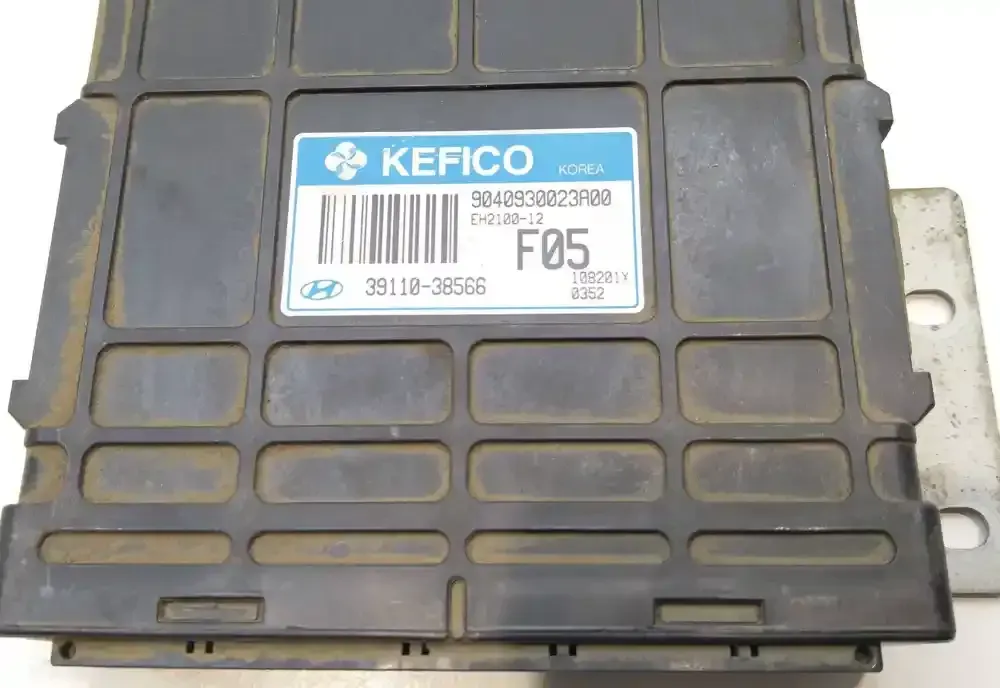 KEFICO KOREA
9040930023A00
EH2100-12
F05
39110-38566
108201Y
0352